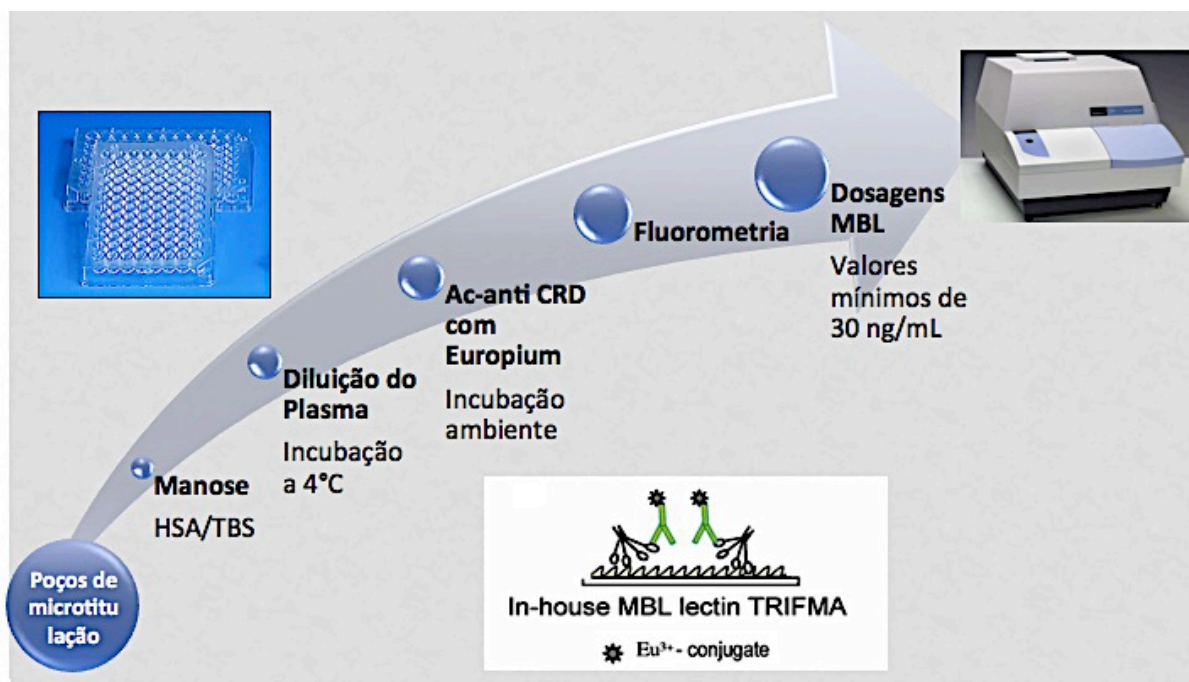 Poços de
microtitu
lação
Manose
HSA/TBS
Diluição do
Plasma
Incubação
a 4°C
Ac-anti CRD
com
Europium
Incubação
ambiente
Fluorometria
Dosagens
MBL
Valores
mínimos de
30 ng/mL
In-house MBL lectin TRIFMA
Eu³⁺- conjugate